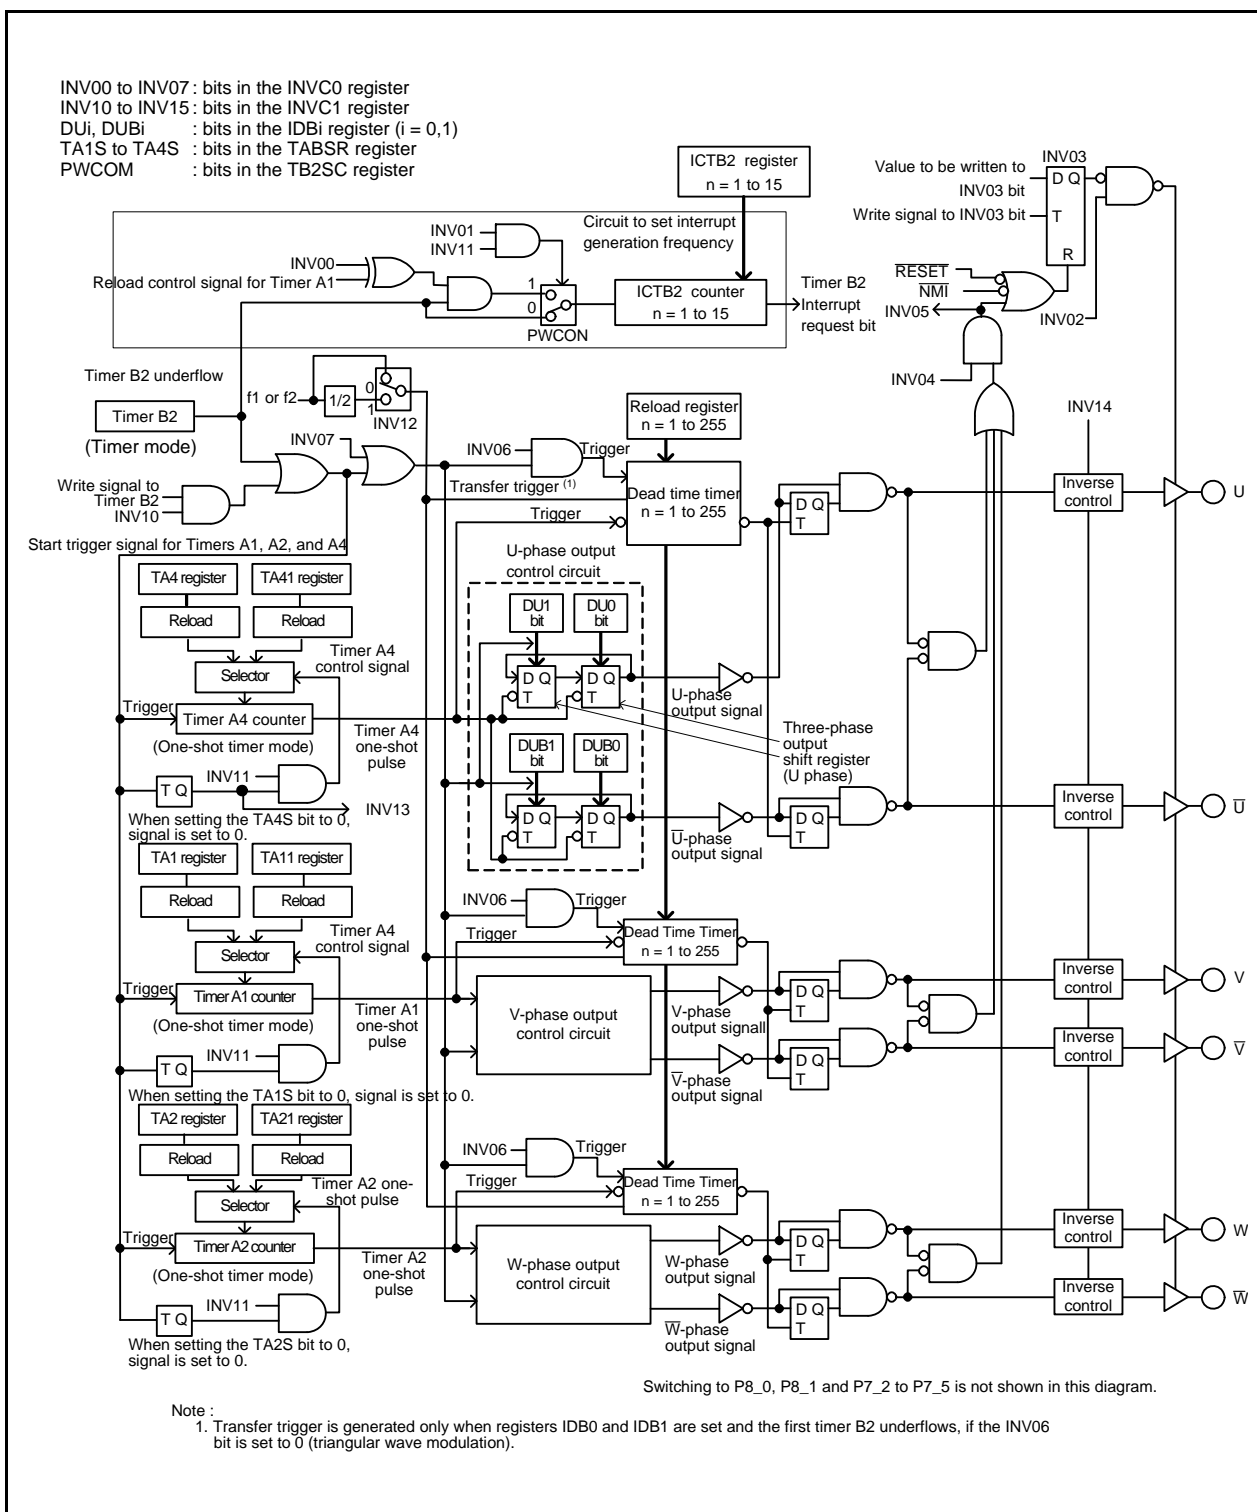 INV00 to INV07 : bits in the INVC0 register
INV10 to INV15 : bits in the INVC1 register
DUi, DUBi : bits in the IDBi register (i = 0,1)
TA1S to TA4S : bits in the TABSR register
PWCOM : bits in the TB2SC register
ICTB2 register
n = 1 to 15
Value to be written to
INV03 bit
INV03
Write signal to INV03 bit
D Q
T
R
RESET
NMI
INV05
INV02
INV04
INV14
Circuit to set interrupt
generation frequency
INV01
INV11
INV00
Reload control signal for Timer A1
1
0
PWCON
ICTB2 counter
n = 1 to 15
Timer B2
Interrupt
request bit
Timer B2 underflow
Timer B2
(Timer mode)
f1 or f2
1/2
0
1
INV12
INV07
Write signal to
Timer B2
INV10
Start trigger signal for Timers A1, A2, and A4
Reload register
n = 1 to 255
INV06
Trigger
Transfer trigger (1)
Trigger
Dead time timer
n = 1 to 255
D Q
T
Inverse
control
U
TA4 register
TA41 register
Reload
Reload
Timer A4
control signal
Selector
Trigger
Timer A4 counter
(One-shot timer mode)
Timer A4
one-shot
pulse
T Q
INV11
INV13
When setting the TA4S bit to 0,
signal is set to 0.
U-phase output
control circuit
DU1
bit
DU0
bit
D Q
T
D Q
T
U-phase
output signal
Three-phase
output
shift register
(U phase)
DUB1
bit
DUB0
bit
D Q
T
D Q
T
U̅-phase
output signal
D Q
T
Inverse
control
U̅
TA1 register
TA11 register
Reload
Reload
Timer A4
control signal
Selector
Trigger
Timer A1 counter
(One-shot timer mode)
Timer A1
one-shot
pulse
T Q
INV11
When setting the TA1S bit to 0, signal is set to 0.
INV06
Trigger
Trigger
Dead Time Timer
n = 1 to 255
V-phase output
control circuit
V-phase
output signall
D Q
T
Inverse
control
V
V̅-phase
output signal
D Q
T
Inverse
control
V̅
TA2 register
TA21 register
Reload
Reload
Timer A2 one-
shot pulse
Selector
Trigger
Timer A2 counter
(One-shot timer mode)
Timer A2
one-shot
pulse
T Q
INV11
When setting the TA2S bit to 0,
signal is set to 0.
INV06
Trigger
Trigger
Dead Time Timer
n = 1 to 255
W-phase output
control circuit
W-phase
output signal
D Q
T
Inverse
control
W
W̅-phase
output signal
D Q
T
Inverse
control
W̅
Switching to P8_0, P8_1 and P7_2 to P7_5 is not shown in this diagram.
Note :
1. Transfer trigger is generated only when registers IDB0 and IDB1 are set and the first timer B2 underflows, if the INV06
bit is set to 0 (triangular wave modulation).